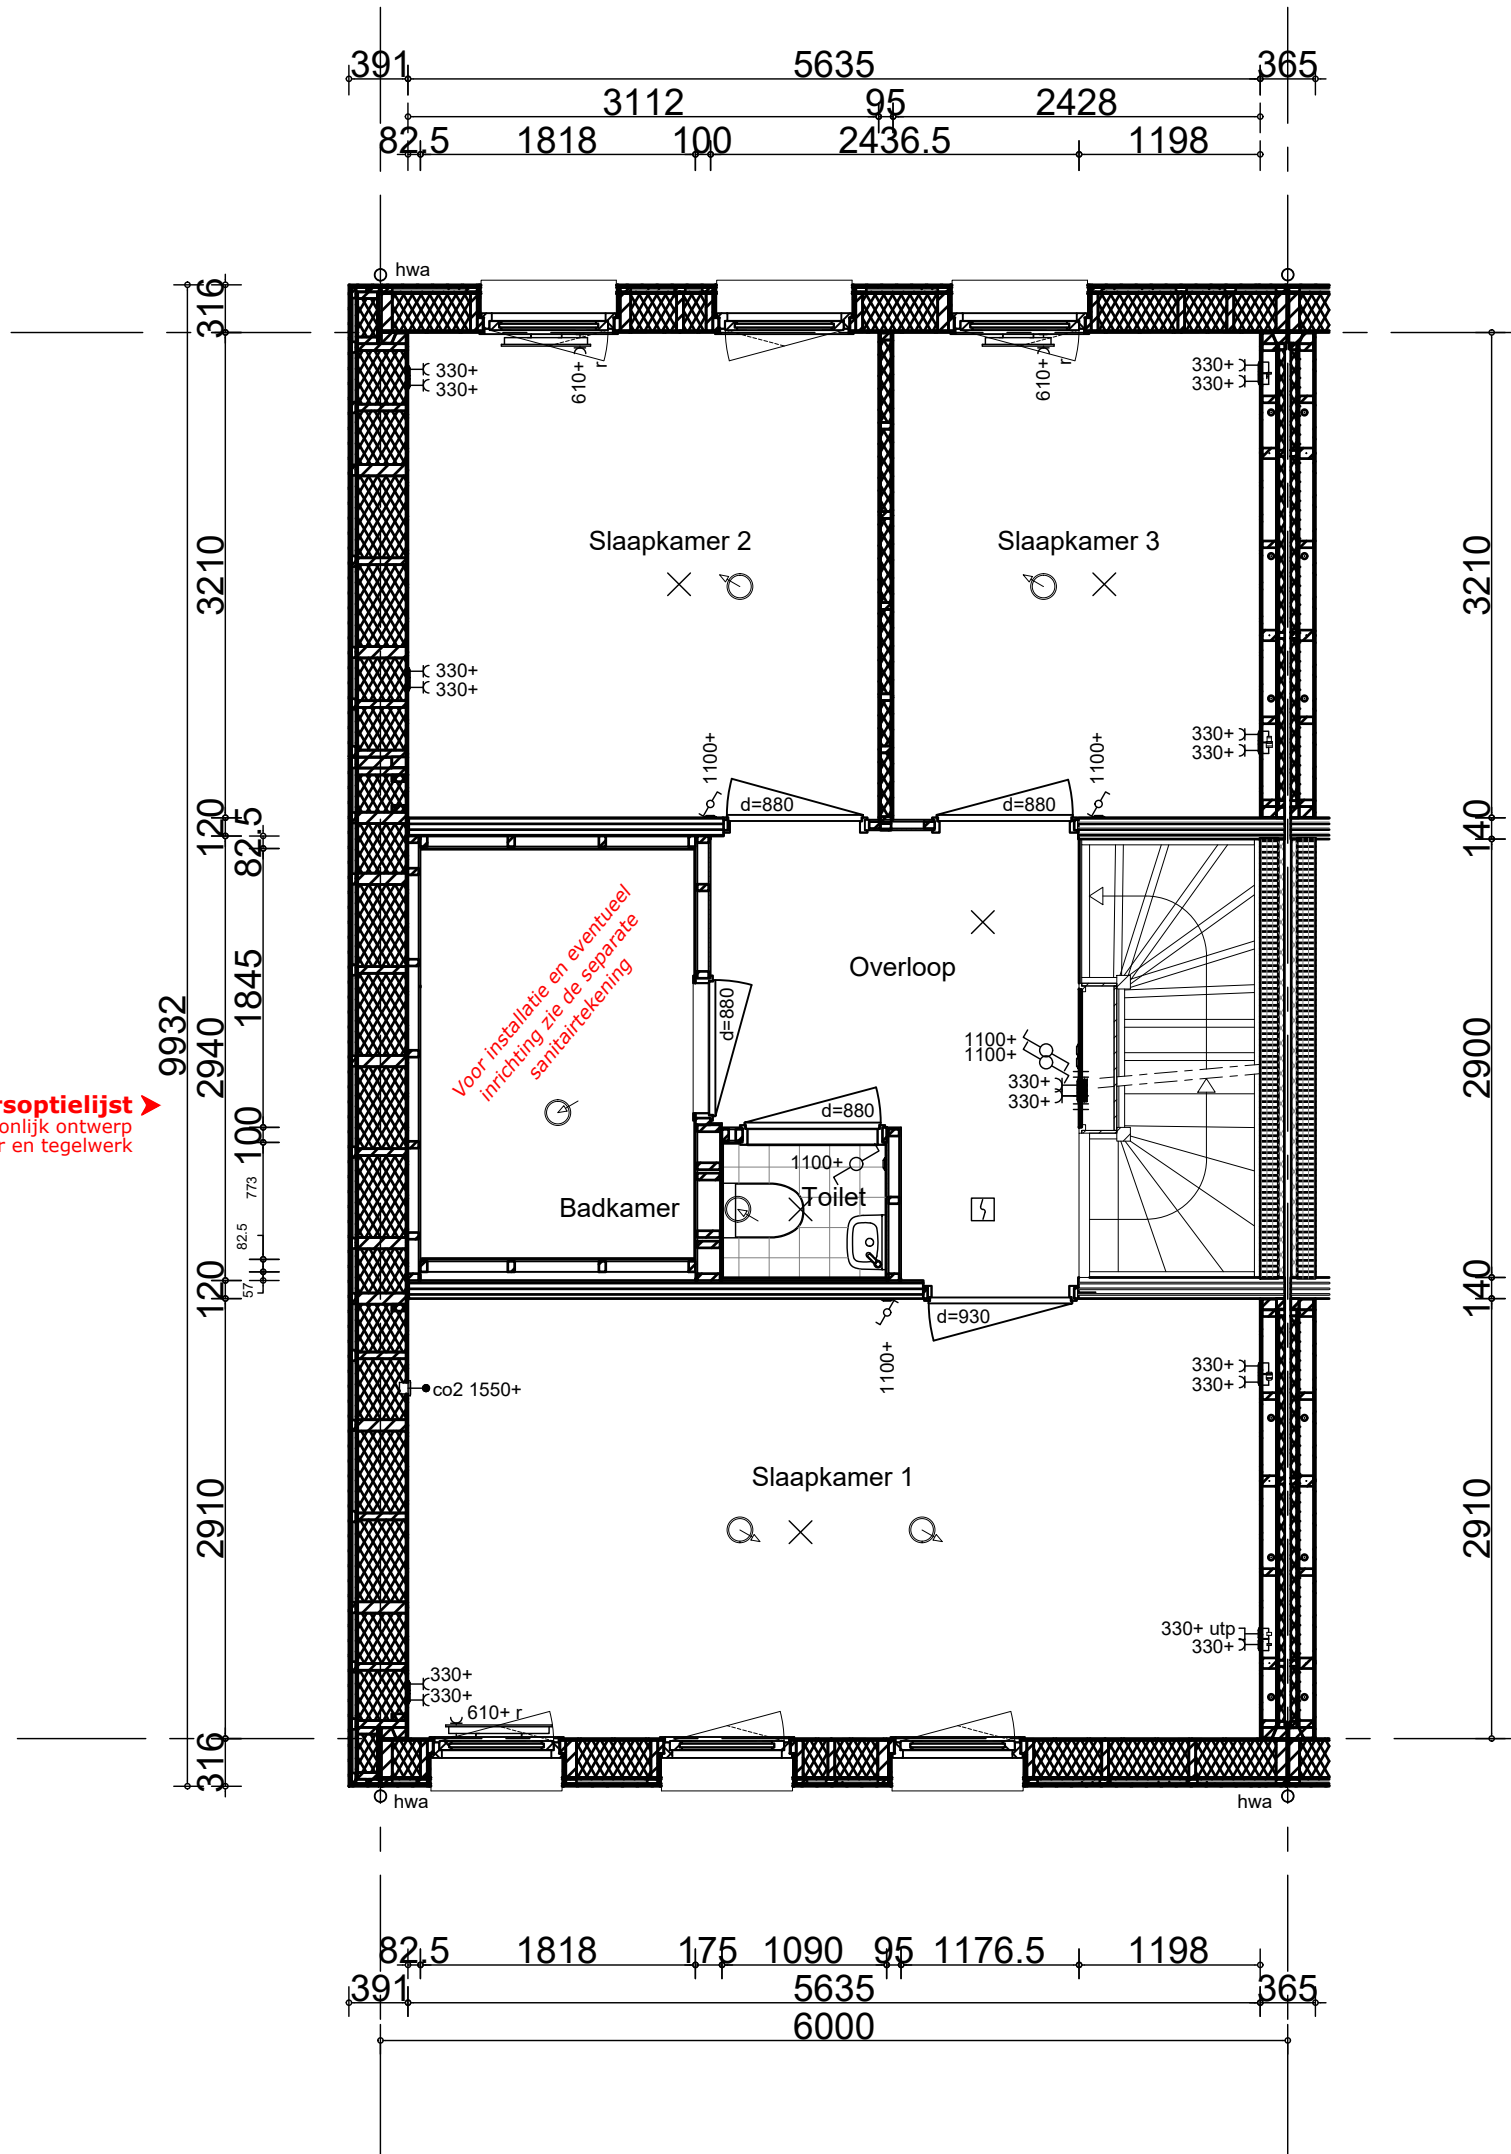 391 5635 365
3112 95 2428
82.5 1818 100 2436.5 1198
hwa
316
330+
330+
610+ r
610+ r
330+
330+
3210
Slaapkamer 2
Slaapkamer 3
3210
330+
330+
330+
330+
1100+
1100+
d=880
d=880
120
82.5
140
Voor installatie en eventueel
inrichting zie de separate
sanitairtekening
Overloop
1845
9932
2940
2900
d=880
1100+
1100+
330+
330+
rsoptielijst ➤
onlijk ontwerp
r en tegelwerk
d=880
100
1100+
773
Toilet
Badkamer
82.5
120
57
140
d=930
1100+
330+
330+
co2 1550+
Slaapkamer 1
2910
2910
330+ utp
330+
330+
330+
610+ r
316
hwa
hwa
82.5 1818 175 1090 95 1176.5 1198
391 5635 365
6000